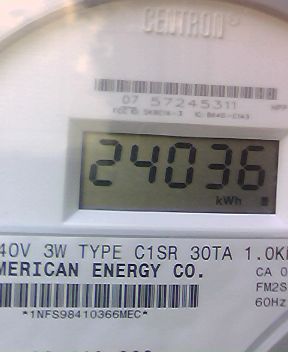 CENTRON®
07 57245311
24036
kWh
40V 3W TYPE C1SR 30TA 1.0K
MERICAN ENERGY CO.
CA 0
FM2S
60Hz
*1NFS98410366MEC*